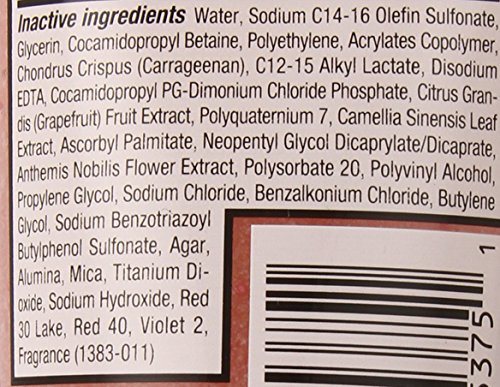 Inactive ingredients Water, Sodium C14-16 Olefin Sulfonate,
Glycerin, Cocamidopropyl Betaine, Polyethylene, Acrylates Copolymer,
Chondrus Crispus (Carrageenan), C12-15 Alkyl Lactate, Disodium
EDTA, Cocamidopropyl PG-Dimonium Chloride Phosphate, Citrus Gran-
dis (Grapefruit) Fruit Extract, Polyquaternium 7, Camellia Sinensis Leaf
Extract, Ascorbyl Palmitate, Neopentyl Glycol Dicaprylate/Dicaprate,
Anthemis Nobilis Flower Extract, Polysorbate 20, Polyvinyl Alcohol,
Propylene Glycol, Sodium Chloride, Benzalkonium Chloride, Butylene
Glycol, Sodium Benzotriazoyl
Butylphenol Sulfonate, Agar,
Alumina, Mica, Titanium Di-
oxide, Sodium Hydroxide, Red
30 Lake, Red 40, Violet 2,
Fragrance (1383-011)
1
5375